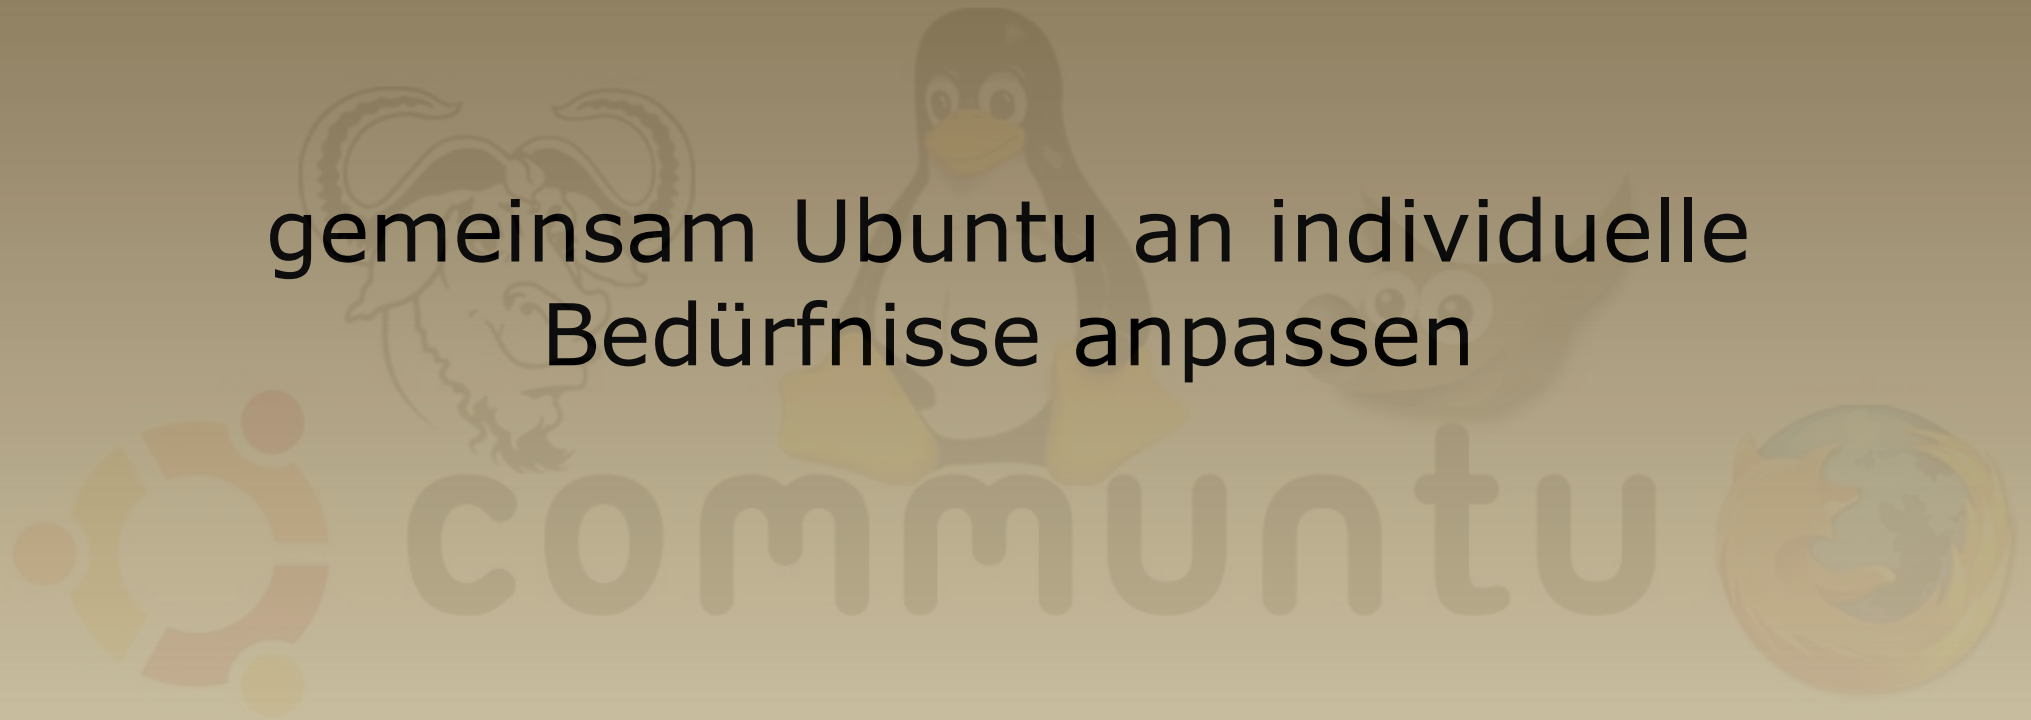 gemeinsam Ubuntu an individuelle
Bedürfnisse anpassen
communtu